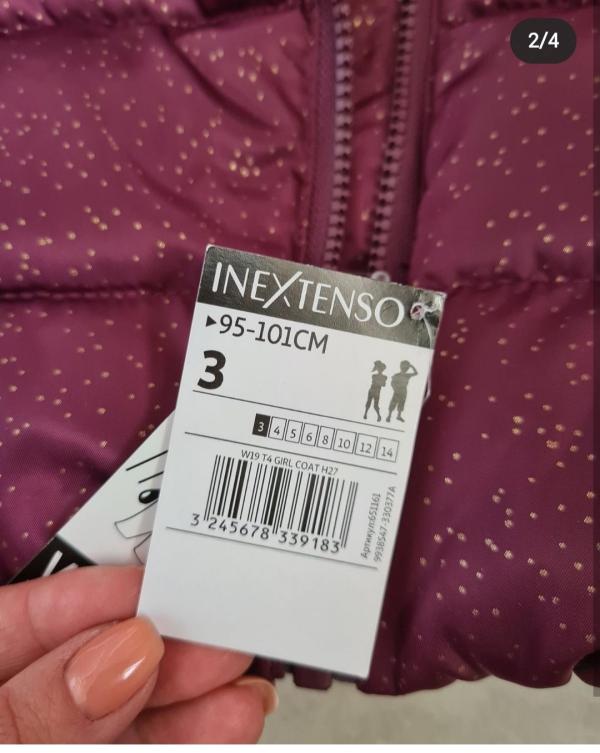 2/4
INEXTENSO
▶95-101CM
3
3 4 5 6 8 10 12 14
W19 T4 GIRL COAT H27
3 245678 339183
Артикул:651161
9938547-330377A